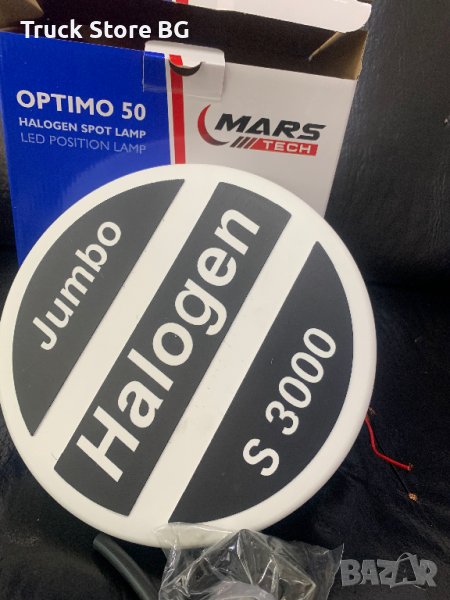 Truck Store BG
OPTIMO 50
HALOGEN SPOT LAMP
LED POSITION LAMP
MARS
TECH
Jumbo
Halogen
S 3000
BAZAR